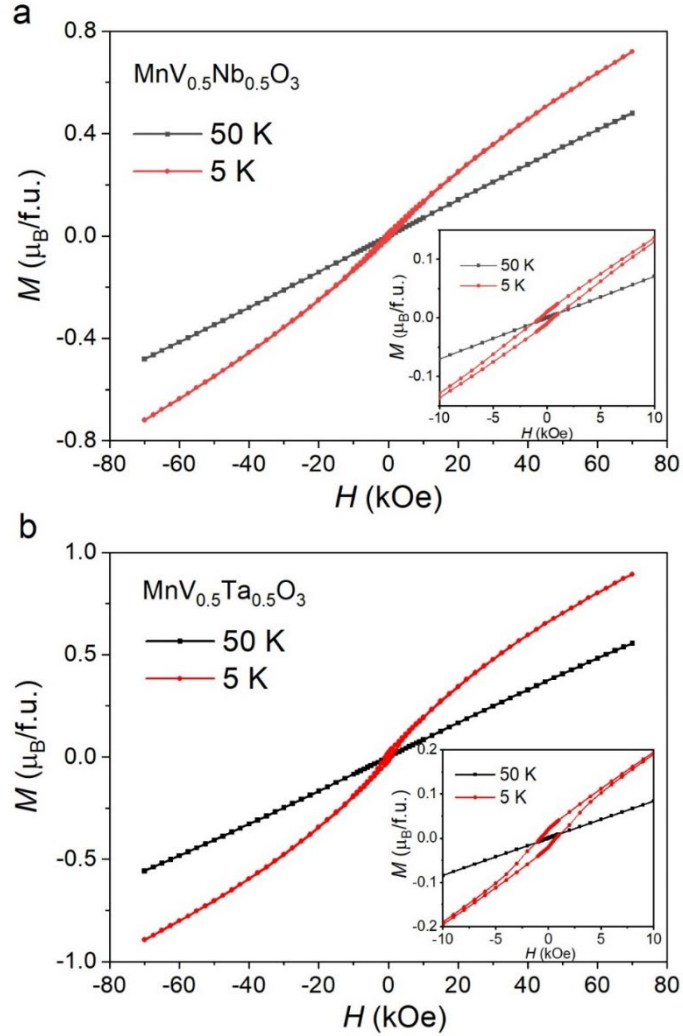 a
MnV0.5Nb0.5O3
50 K
5 K
M (μB/f.u.)
0.8
0.4
0.0
-0.4
-0.8
-80 -60 -40 -20 0 20 40 60 80
H (kOe)
50 K
5 K
M (μB/f.u.)
0.1
0.0
-0.1
-10 -5 0 5 10
H (kOe)
b
MnV0.5Ta0.5O3
50 K
5 K
M (μB/f.u.)
1.0
0.5
0.0
-0.5
-1.0
-80 -60 -40 -20 0 20 40 60 80
H (kOe)
50 K
5 K
M (μB/f.u.)
0.2
0.1
0.0
-0.1
-0.2
-10 -5 0 5 10
H (kOe)